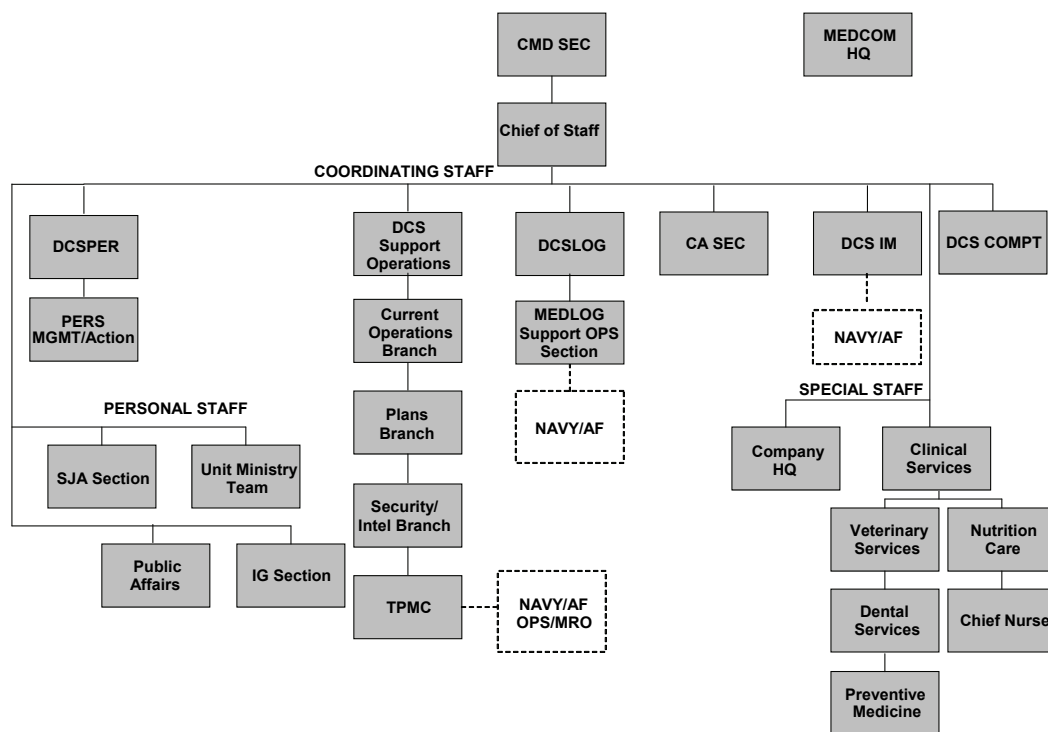 CMD SEC
MEDCOM
HQ
Chief of Staff
COORDINATING STAFF
DCSPER
DCS
Support
Operations
DCSLOG
CA SEC
DCS IM
DCS COMPT
PERS
MGMT/Action
Current
Operations
Branch
MEDLOG
Support OPS
Section
NAVY/AF
SPECIAL STAFF
PERSONAL STAFF
Plans
Branch
NAVY/AF
Company
HQ
Clinical
Services
SJA Section
Unit Ministry
Team
Security/
Intel Branch
Veterinary
Services
Nutrition
Care
Public
Affairs
IG Section
TPMC
NAVY/AF
OPS/MRO
Dental
Services
Chief Nurse
Preventive
Medicine